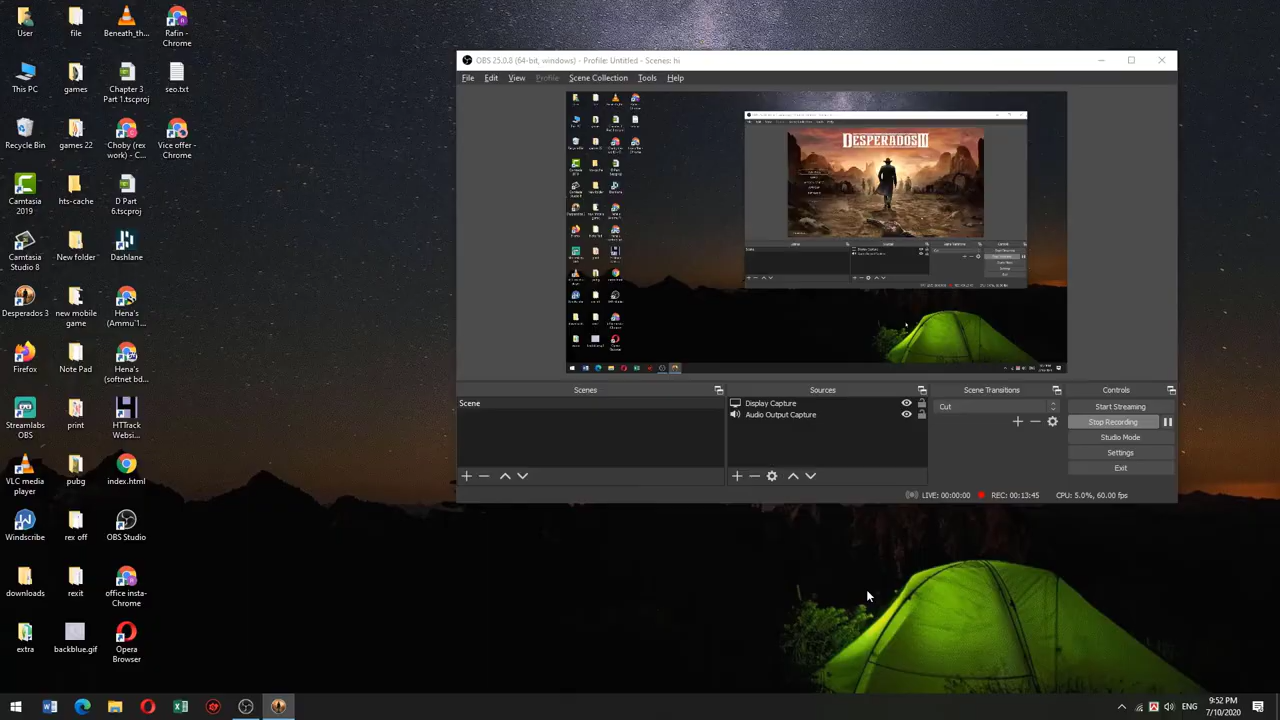 User
file
Beneath_th...
Rafin -
Chrome
This PC
games
Chapter 3
Part 1.tscproj
seo.txt
Recycle Bin
games ss
Choby (rex
work) - C...
Zee offer -
Chrome
Camtasia
2019
hts-cache
D Part
6.tscproj
Camtasia
Studio 8
New folder
Dashlane
Desperados 3
new mobile
game
Hena's
(Ammu`1...
Firefox
Note Pad
Hena's
(softnet bd...
Streamlabs
OBS
print
HTTrack
Webs...
index.html
VLC media
player
pubg
Windscribe
rex off
OBS Studio
downloads
rexit
office insta-
Chrome
extra
backblue.gif
Opera
Browser
OBS 25.0.8 (64-bit, windows) - Profile: Untitled - Scenes: hi
File Edit View Profile Scene Collection Tools Help
DESPERADOS III
Scenes
Sources
Scene Transitions
Controls
Scene
Display Capture
Audio Output Capture
Cut
Start Streaming
Stop Recording
Studio Mode
Settings
Exit
LIVE: 00:00:00 REC: 00:13:45 CPU: 5.0%, 60.00 fps
ENG
9:52 PM
7/10/2020